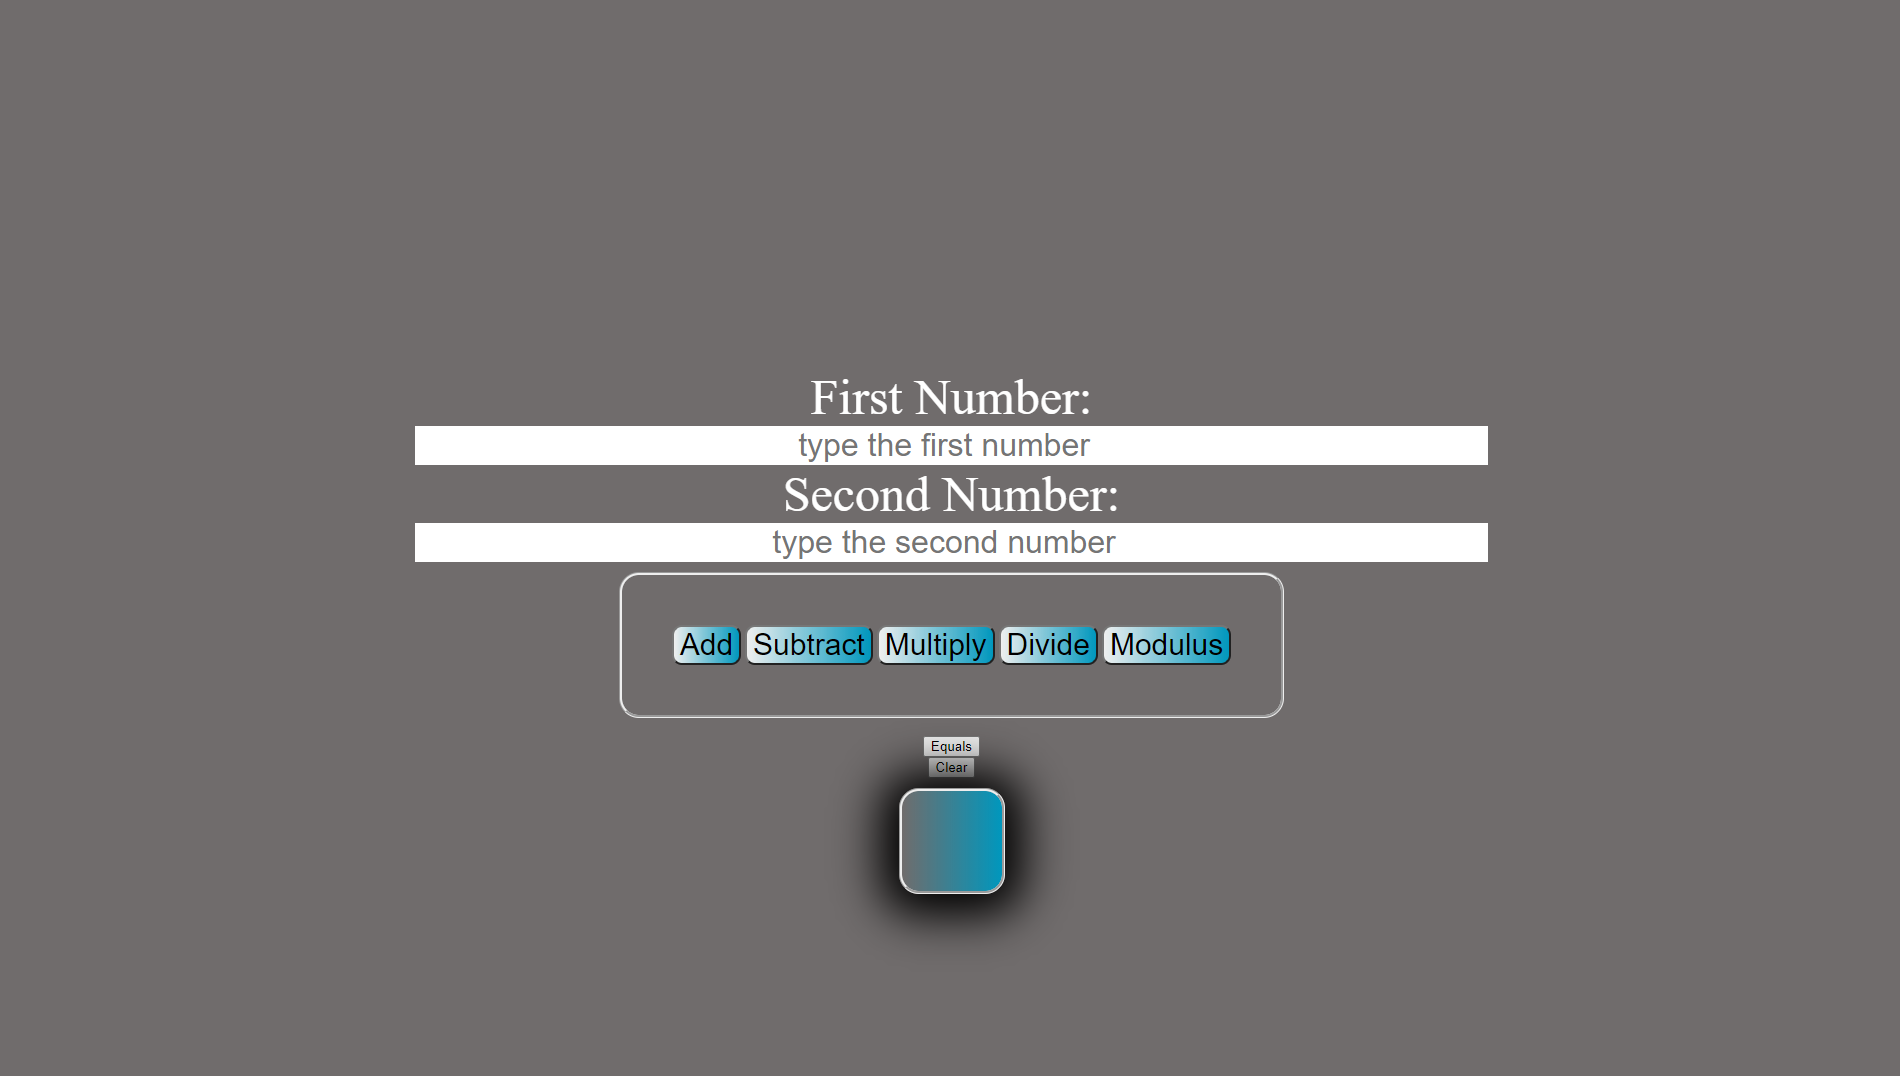 First Number:
type the first number
Second Number:
type the second number
Add Subtract Multiply Divide Modulus
Equals
Clear